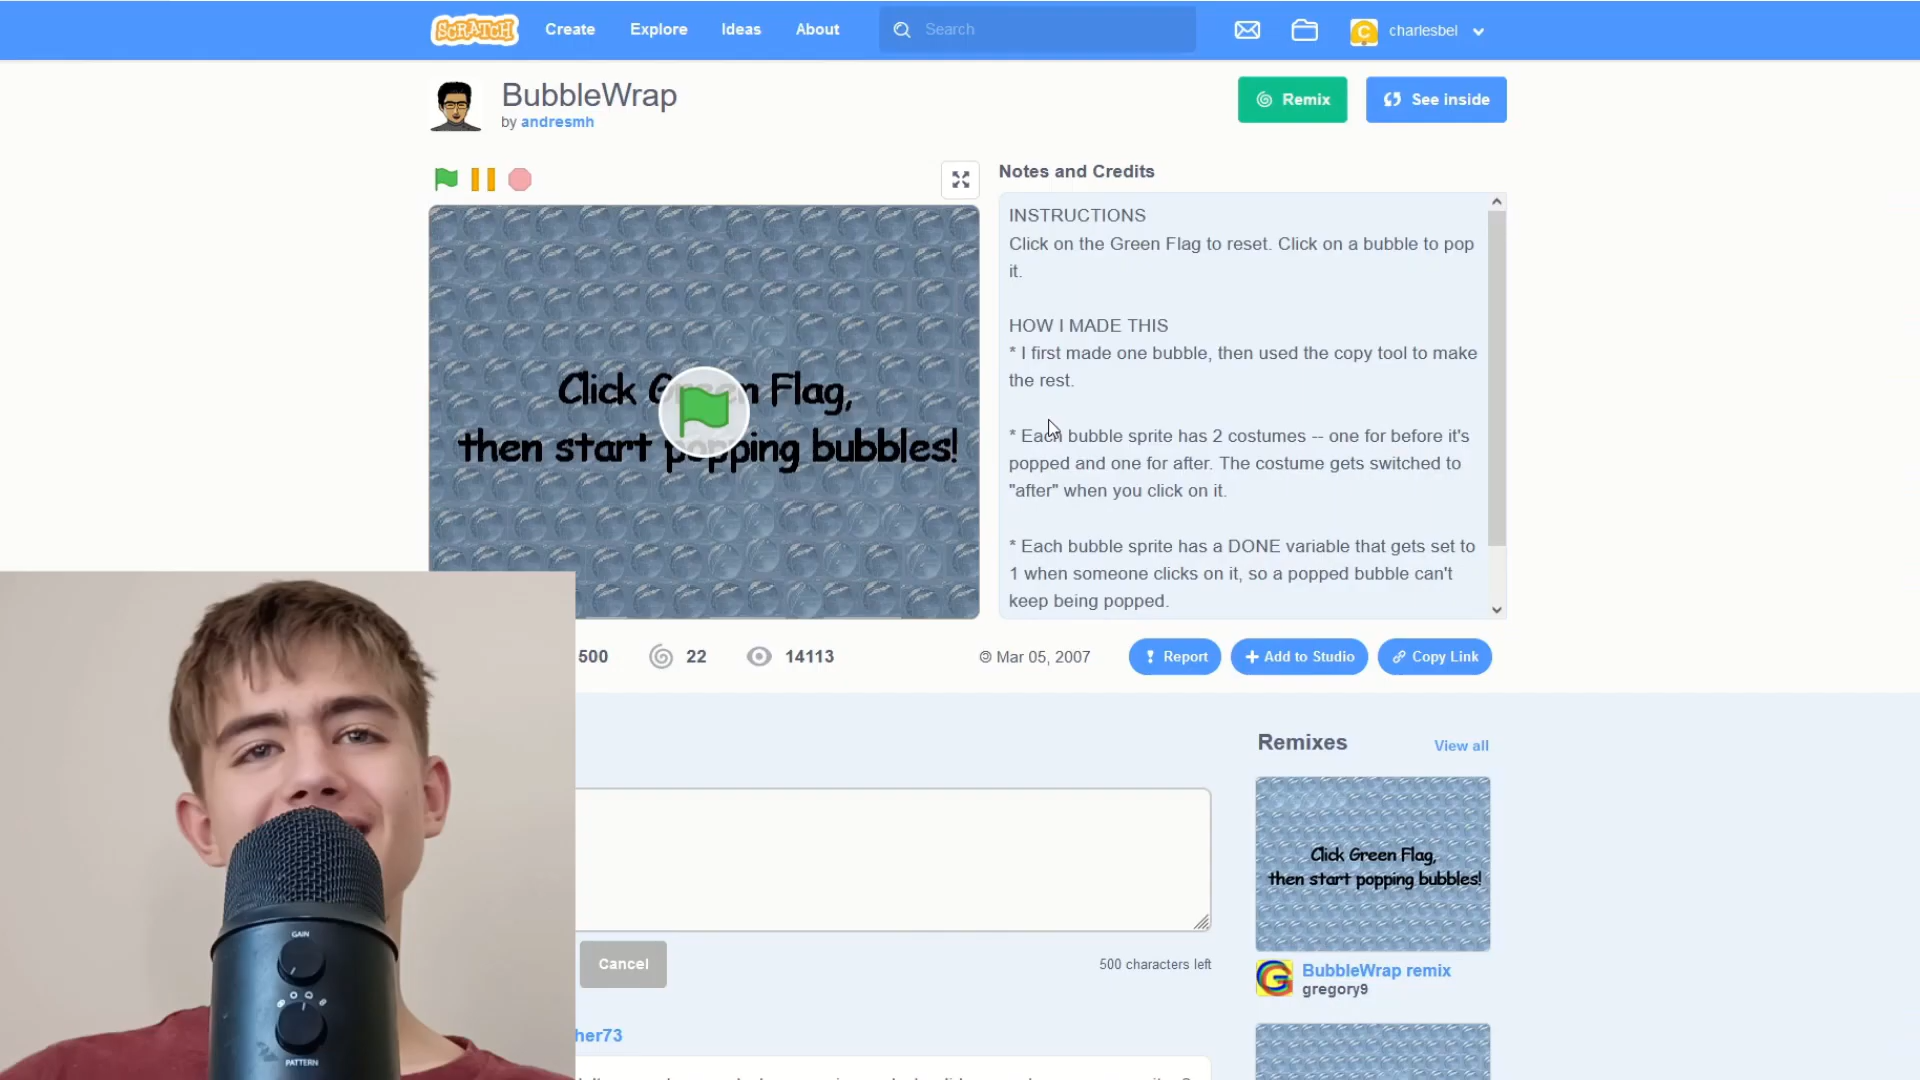 SCRATCH
Create
Explore
Ideas
About
Search
charlesbel
BubbleWrap
by andresmh
Remix
See inside
Notes and Credits
INSTRUCTIONS
Click on the Green Flag to reset. Click on a bubble to pop
it.
HOW I MADE THIS
* I first made one bubble, then used the copy tool to make
the rest.
* Each bubble sprite has 2 costumes -- one for before it's
popped and one for after. The costume gets switched to
"after" when you click on it.
* Each bubble sprite has a DONE variable that gets set to
1 when someone clicks on it, so a popped bubble can't
keep being popped.
Click Green Flag,
then start popping bubbles!
500
22
14113
Mar 05, 2007
Report
Add to Studio
Copy Link
Remixes
View all
Click Green Flag,
then start popping bubbles!
BubbleWrap remix
gregory9
Cancel
500 characters left
her73
GAIN
PATTERN